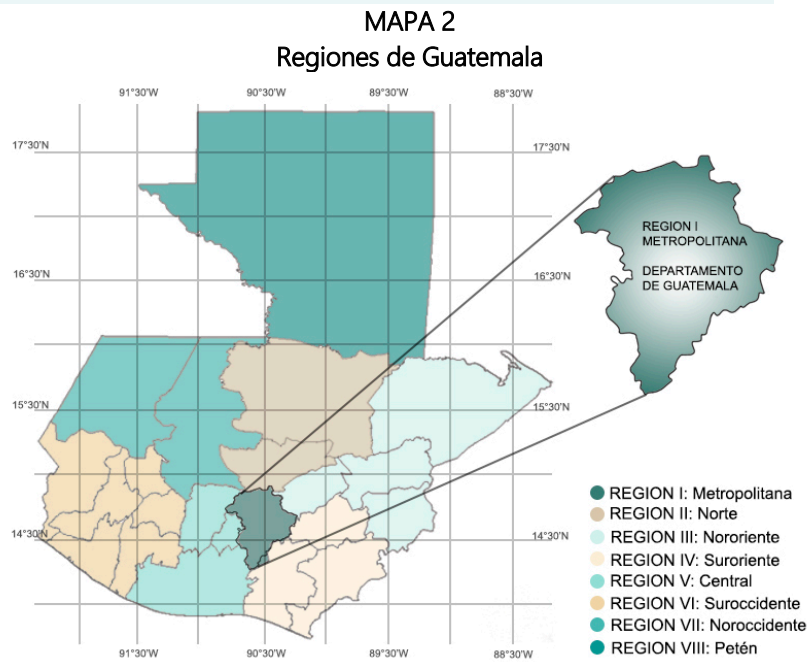 MAPA 2
Regiones de Guatemala
91°30'W 90°30'W 89°30'W 88°30'W
17°30'N 17°30'N
REGION I
METROPOLITANA
DEPARTAMENTO
DE GUATEMALA
16°30'N 16°30'N
15°30'N 15°30'N
14°30'N 14°30'N
REGION I: Metropolitana
REGION II: Norte
REGION III: Nororiente
REGION IV: Suroriente
REGION V: Central
REGION VI: Suroccidente
REGION VII: Noroccidente
REGION VIII: Petén
91°30'W 90°30'W 89°30'W 88°30'W